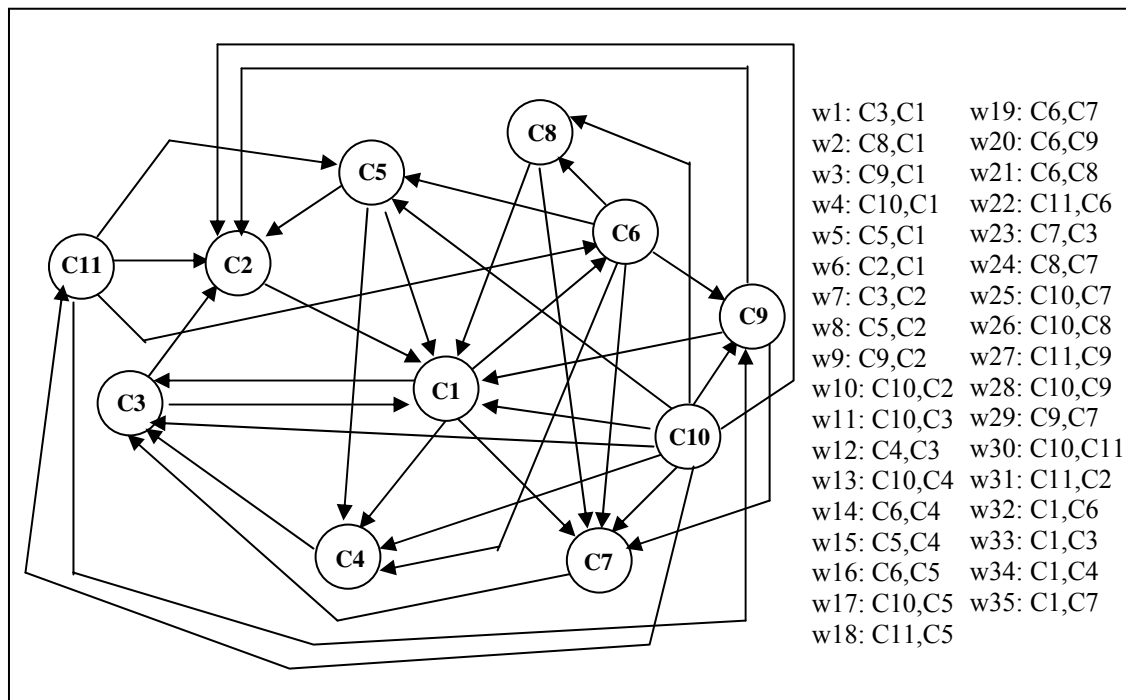 C8
C5
C6
C11
C2
C9
C1
C3
C10
C4
C7
w1: C3,C1
w2: C8,C1
w3: C9,C1
w4: C10,C1
w5: C5,C1
w6: C2,C1
w7: C3,C2
w8: C5,C2
w9: C9,C2
w10: C10,C2
w11: C10,C3
w12: C4,C3
w13: C10,C4
w14: C6,C4
w15: C5,C4
w16: C6,C5
w17: C10,C5
w18: C11,C5
w19: C6,C7
w20: C6,C9
w21: C6,C8
w22: C11,C6
w23: C7,C3
w24: C8,C7
w25: C10,C7
w26: C10,C8
w27: C11,C9
w28: C10,C9
w29: C9,C7
w30: C10,C11
w31: C11,C2
w32: C1,C6
w33: C1,C3
w34: C1,C4
w35: C1,C7